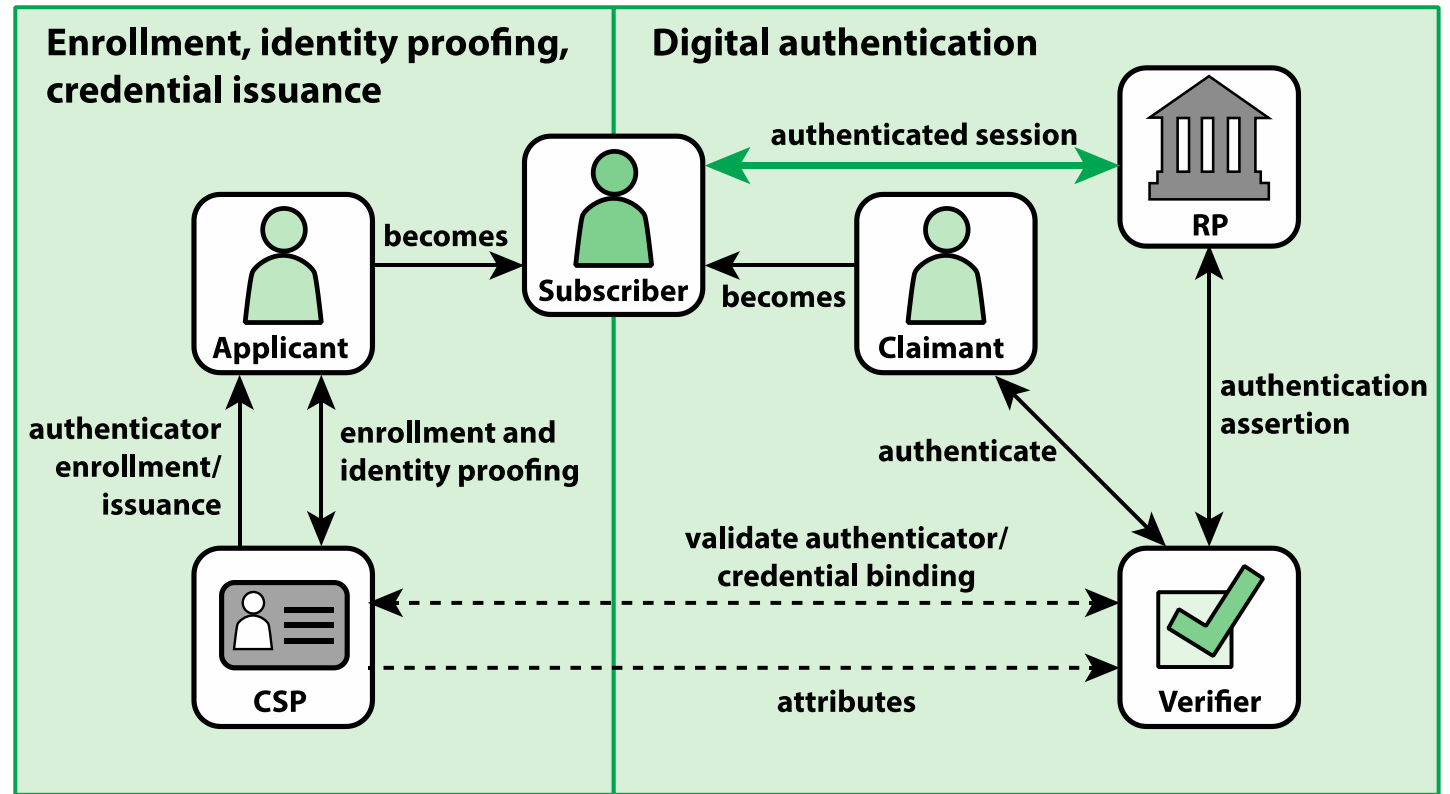 Enrollment, identity proofing,
credential issuance
Digital authentication
authenticated session
RP
becomes
Subscriber
becomes
Applicant
Claimant
authenticator
enrollment/
issuance
enrollment and
identity proofing
authenticate
authentication
assertion
validate authenticator/
credential binding
CSP
attributes
Verifier